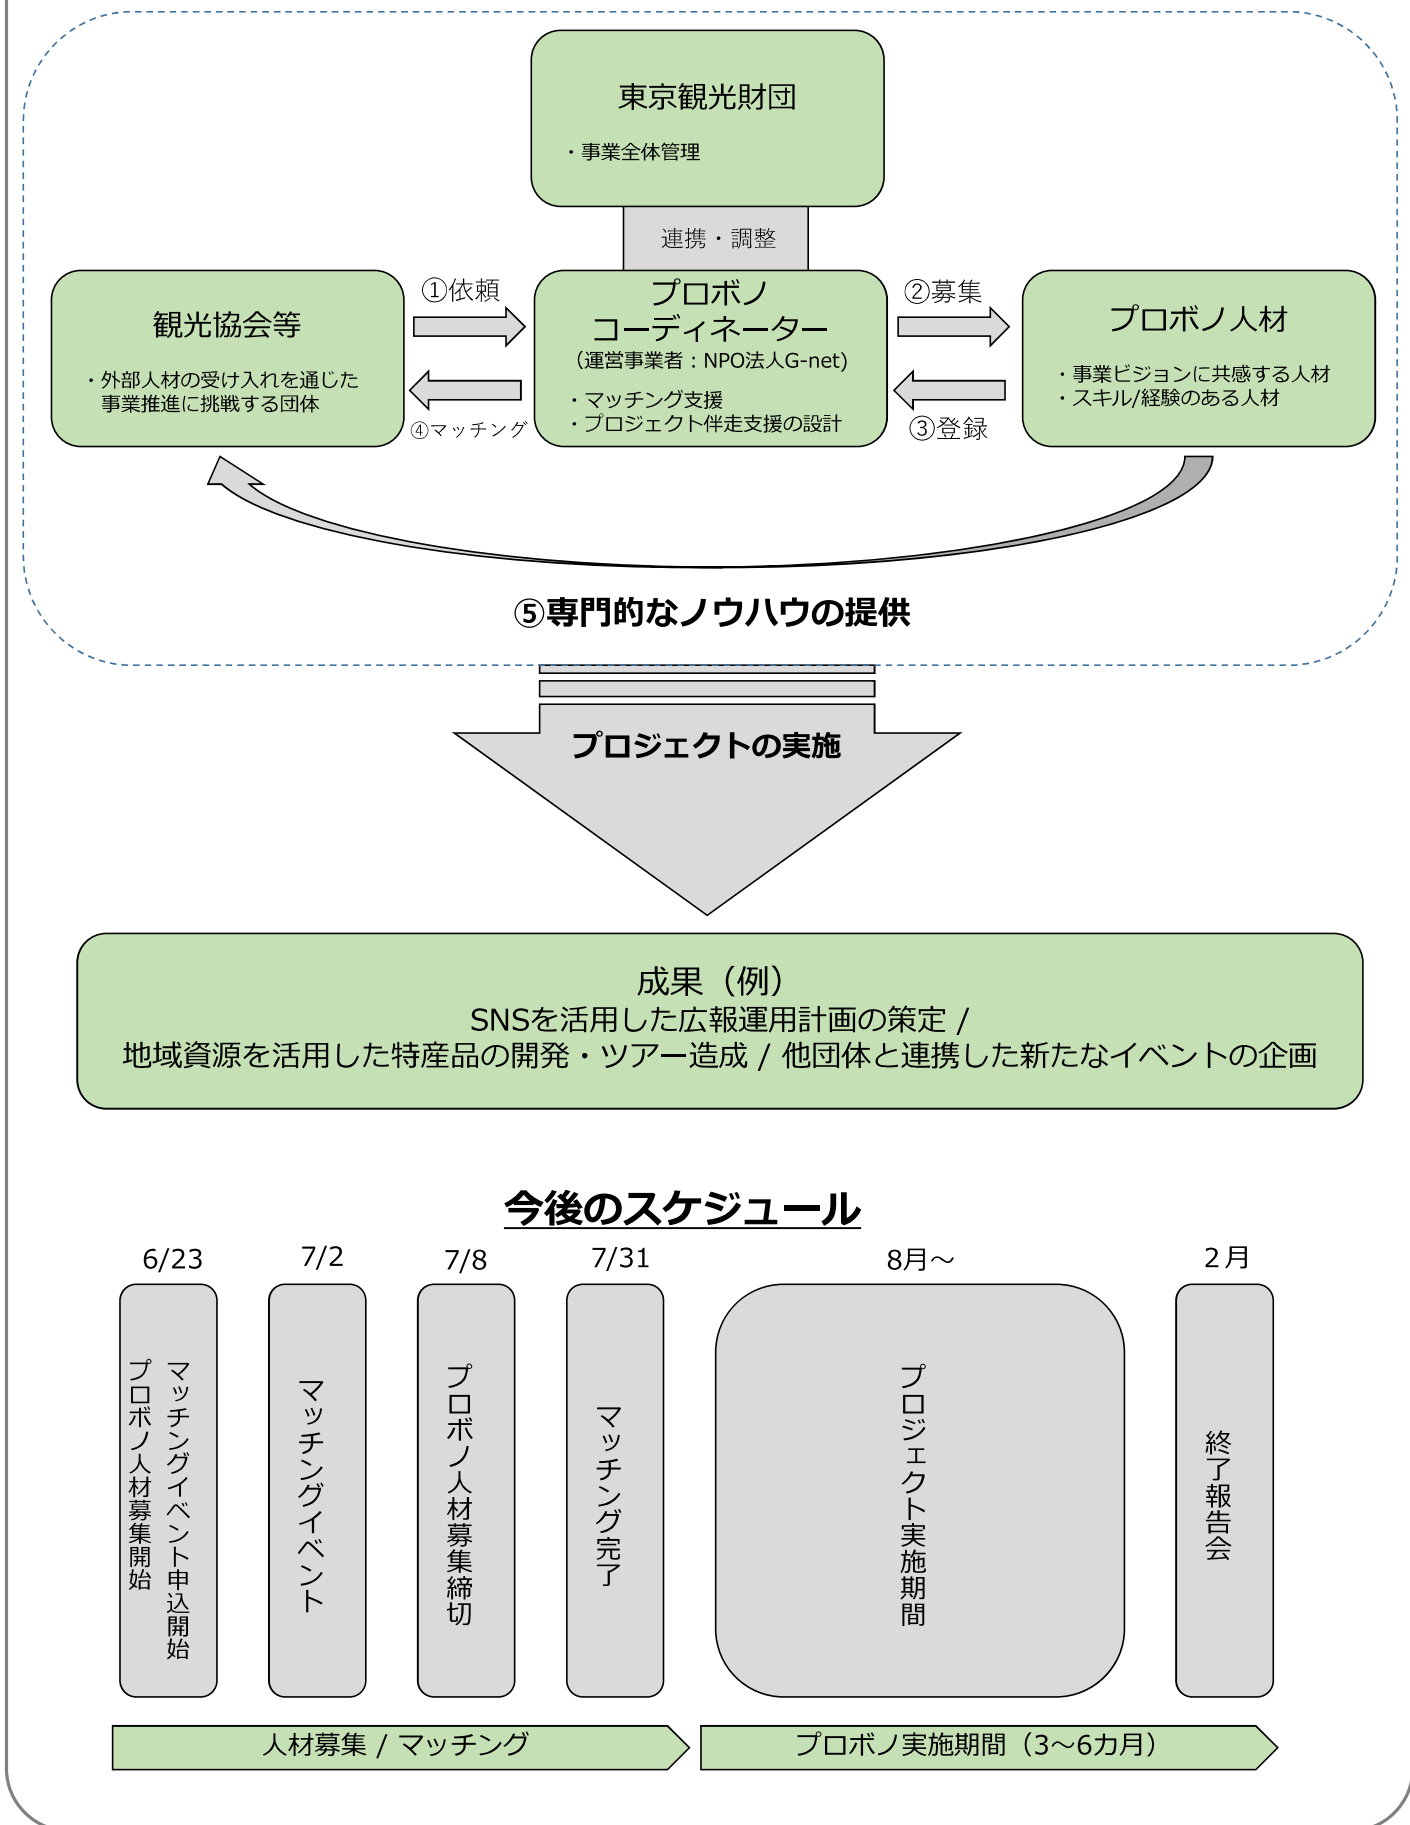 東京観光財団
・事業全体管理
連携・調整
観光協会等
・外部人材の受け入れを通じた
事業推進に挑戦する団体
①依頼
④マッチング
プロボノ
コーディネーター
（運営事業者：NPO法人G-net)
・マッチング支援
・プロジェクト伴走支援の設計
②募集
③登録
プロボノ人材
・事業ビジョンに共感する人材
・スキル/経験のある人材
⑤専門的なノウハウの提供
プロジェクトの実施
成果（例）
SNSを活用した広報運用計画の策定 /
地域資源を活用した特産品の開発・ツアー造成 / 他団体と連携した新たなイベントの企画
今後のスケジュール
6/23
マッチングイベント申込開始
プロボノ人材募集開始
7/2
マッチングイベント
7/8
プロボノ人材募集締切
7/31
マッチング完了
8月～
プロジェクト実施期間
２月
終了報告会
人材募集 / マッチング
プロボノ実施期間（3～6カ月）